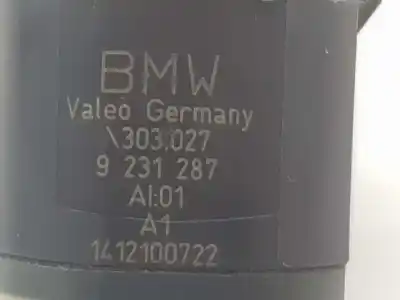 BMW
Valeo Germany
\303.027
9 231 287
AI:01
A1
1412100722